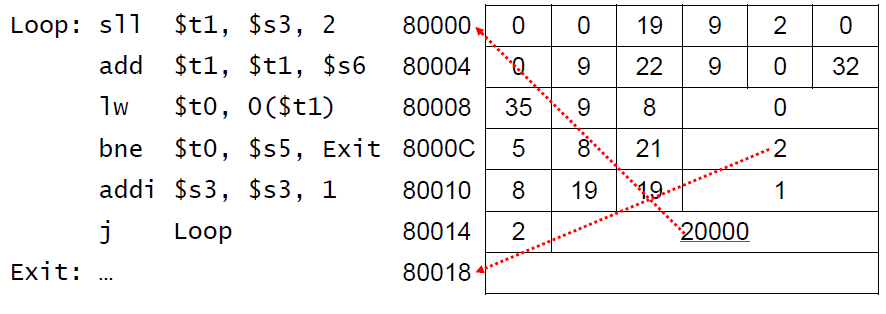 Loop: sll $t1, $s3, 2 80000 0 0 19 9 2 0
add $t1, $t1, $s6 80004 0 9 22 9 0 32
lw $t0, 0($t1) 80008 35 9 8 0
bne $t0, $s5, Exit 8000C 5 8 21 2
addi $s3, $s3, 1 80010 8 19 19 1
j Loop 80014 2 20000
Exit: … 80018